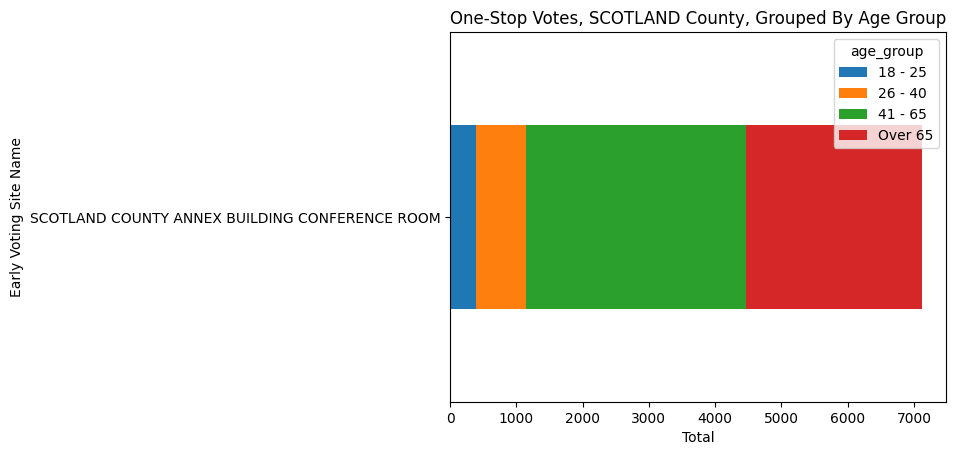 One-Stop Votes, SCOTLAND County, Grouped By Age Group
age_group
18 - 25
26 - 40
41 - 65
Over 65
Early Voting Site Name
SCOTLAND COUNTY ANNEX BUILDING CONFERENCE ROOM
0 1000 2000 3000 4000 5000 6000 7000
Total